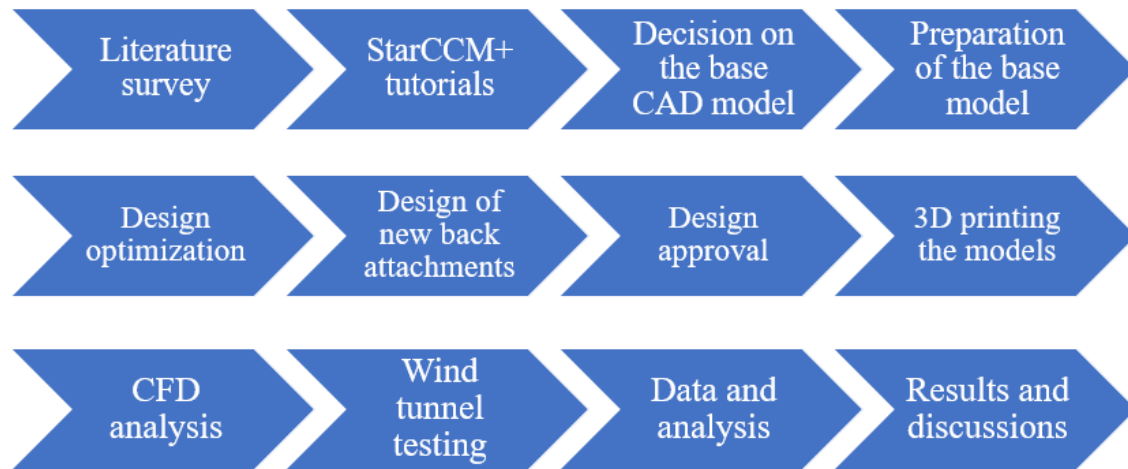 Literature
survey
StarCCM+
tutorials
Decision on
the base
CAD model
Preparation
of the base
model
Design
optimization
Design of
new back
attachments
Design
approval
3D printing
the models
CFD
analysis
Wind
tunnel
testing
Data and
analysis
Results and
discussions